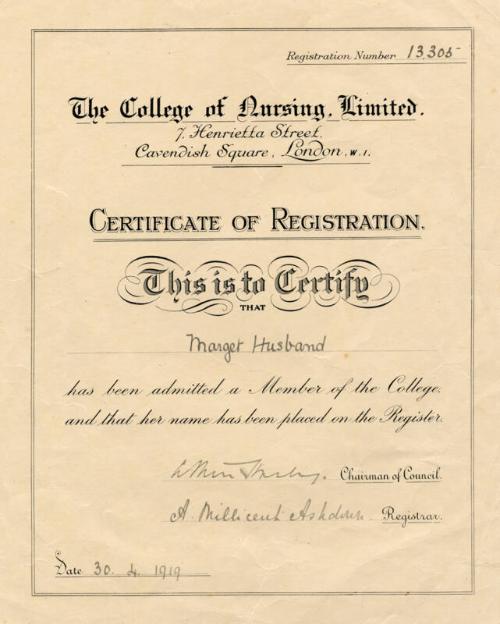 Registration Number 13,305
The College of Nursing, Limited.
7, Henrietta Street,
Cavendish Square, London, W.1.
CERTIFICATE OF REGISTRATION.
This is to Certify
THAT
Marget Husband
has been admitted a Member of the College,
and that her name has been placed on the Register.
Chairman of Council.
A. Millicent Ashdown Registrar.
Date 30. 4. 1919